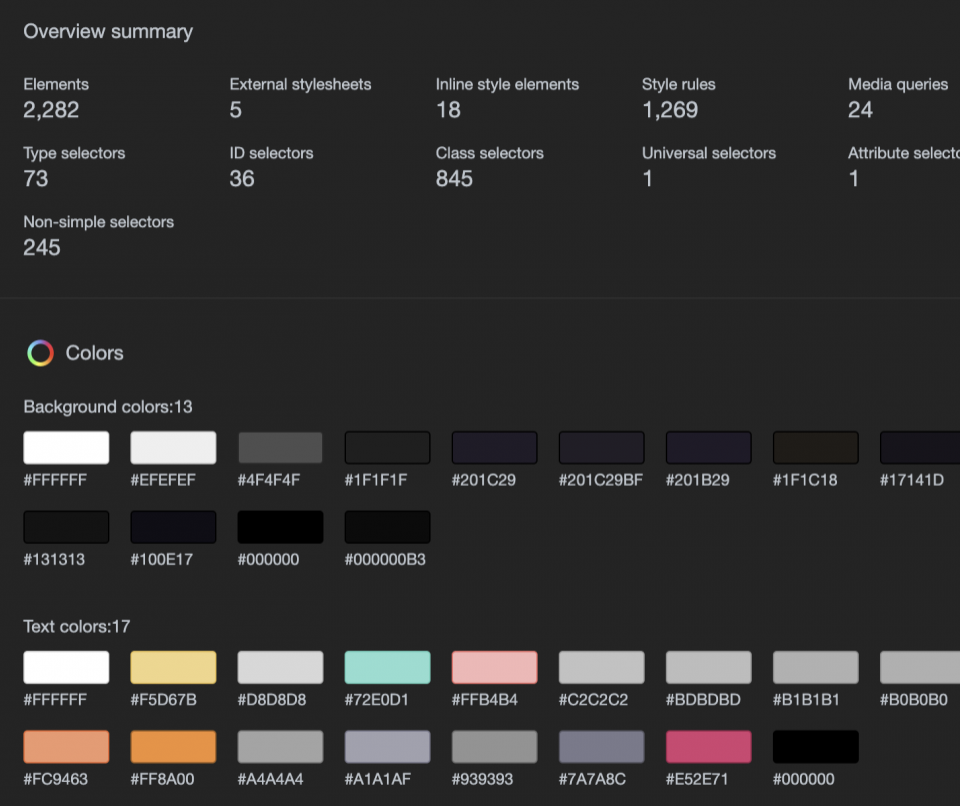 Overview summary
Elements External stylesheets Inline style elements Style rules Media queries
2,282 5 18 1,269 24
Type selectors ID selectors Class selectors Universal selectors Attribute selecto
73 36 845 1 1
Non-simple selectors
245
Colors
Background colors:13
#FFFFFF #EFEFEF #4F4F4F #1F1F1F #201C29 #201C29BF #201B29 #1F1C18 #17141D
#131313 #100E17 #000000 #000000B3
Text colors:17
#FFFFFF #F5D67B #D8D8D8 #72E0D1 #FFB4B4 #C2C2C2 #BDBDBD #B1B1B1 #B0B0B0
#FC9463 #FF8A00 #A4A4A4 #A1A1AF #939393 #7A7A8C #E52E71 #000000